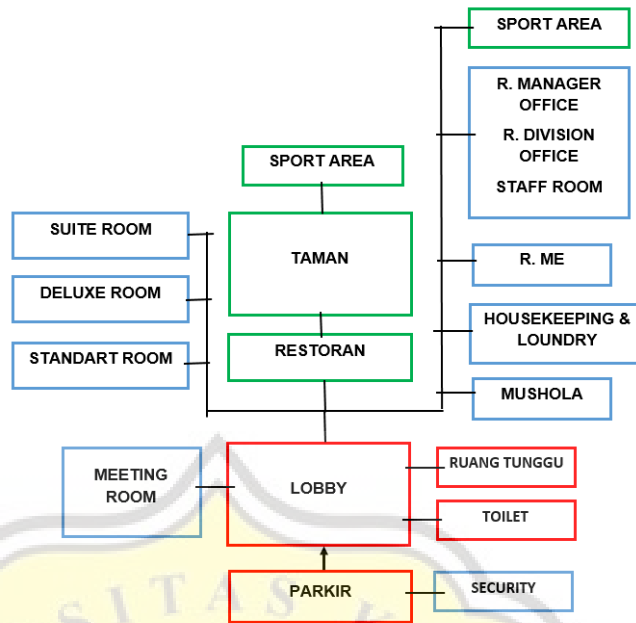 SPORT AREA
R. MANAGER
OFFICE
R. DIVISION
OFFICE
STAFF ROOM
SPORT AREA
SUITE ROOM
TAMAN
R. ME
DELUXE ROOM
HOUSEKEEPING &
LOUNDRY
RESTORAN
STANDART ROOM
MUSHOLA
MEETING
ROOM
LOBBY
RUANG TUNGGU
TOILET
PARKIR
SECURITY
SITAS